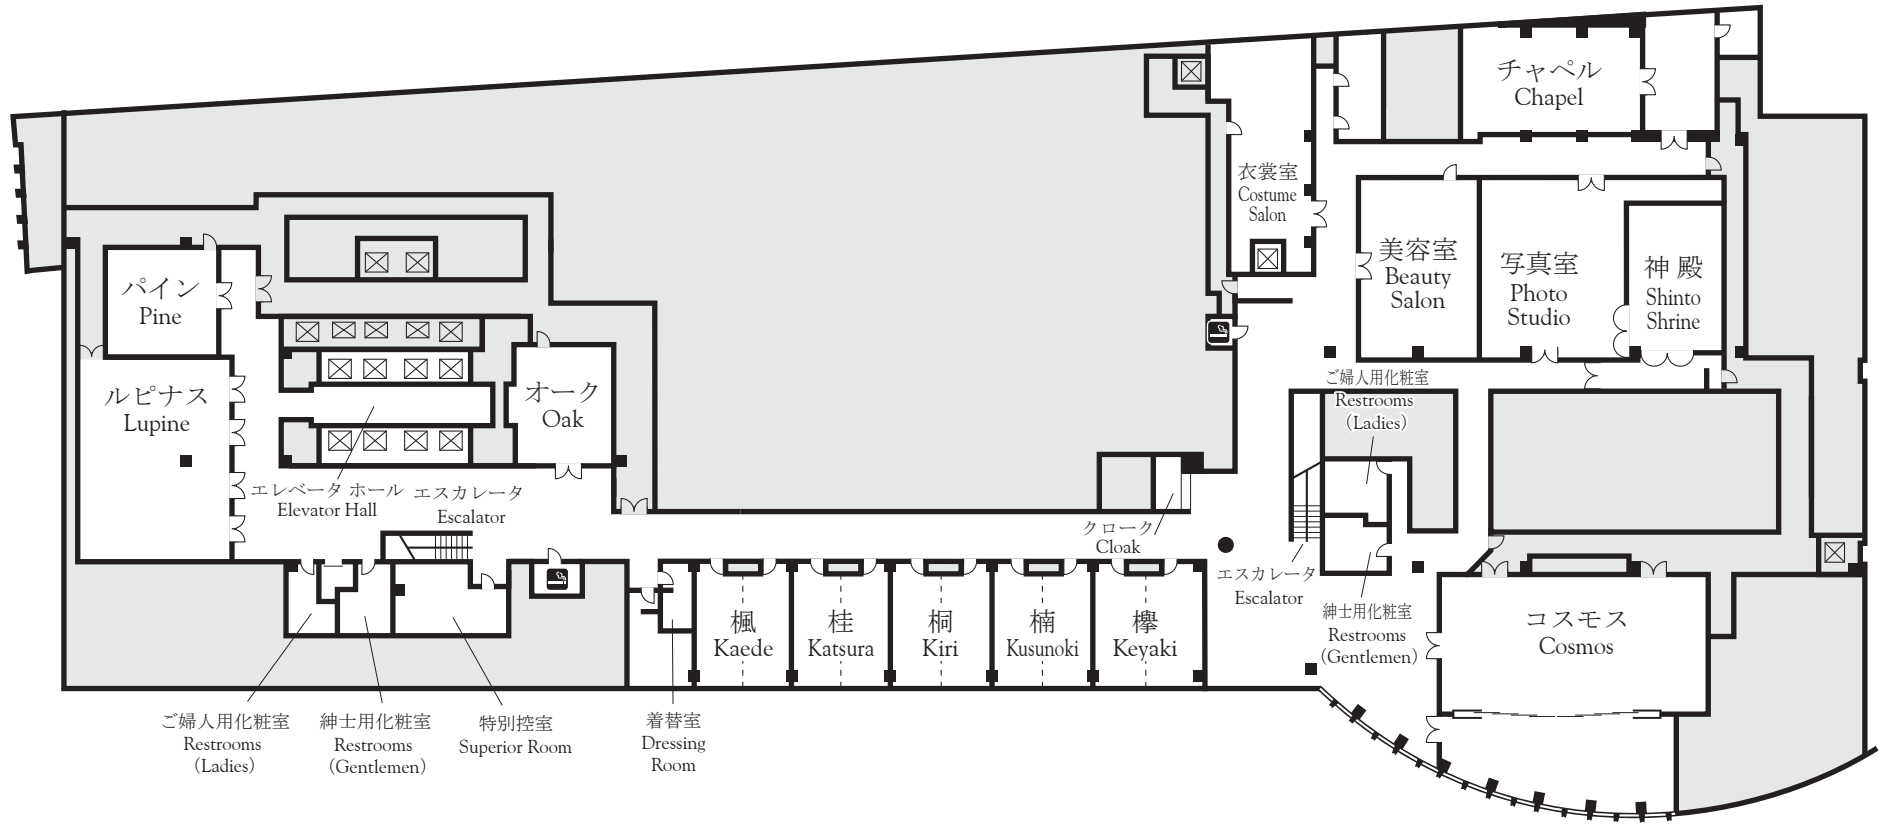 チャペル
Chapel
衣裳室
Costume
Salon
美容室
Beauty
Salon
写真室
Photo
Studio
神 殿
Shinto
Shrine
パイン
Pine
ルピナス
Lupine
オーク
Oak
ご婦人用化粧室
Restrooms
(Ladies)
エレベータ ホール
Elevator Hall
エスカレータ
Escalator
クローク
Cloak
エスカレータ
Escalator
紳士用化粧室
Restrooms
(Gentlemen)
楓
Kaede
桂
Katsura
桐
Kiri
楠
Kusunoki
欅
Keyaki
コスモス
Cosmos
ご婦人用化粧室
Restrooms
(Ladies)
紳士用化粧室
Restrooms
(Gentlemen)
特別控室
Superior Room
着替室
Dressing
Room